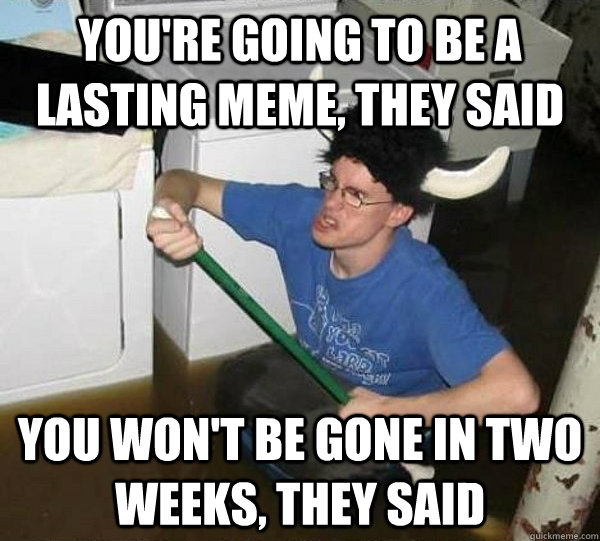 YOU'RE GOING TO BE A
LASTING MEME, THEY SAID
YOU WON'T BE GONE IN TWO
WEEKS, THEY SAID
quickmeme.com